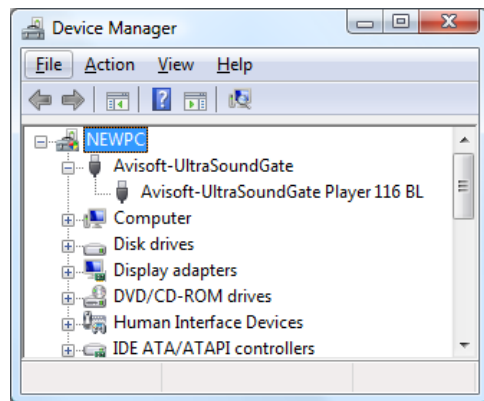 Device Manager
File Action View Help
NEWPC
Avisoft-UltraSoundGate
Avisoft-UltraSoundGate Player 116 BL
Computer
Disk drives
Display adapters
DVD/CD-ROM drives
Human Interface Devices
IDE ATA/ATAPI controllers